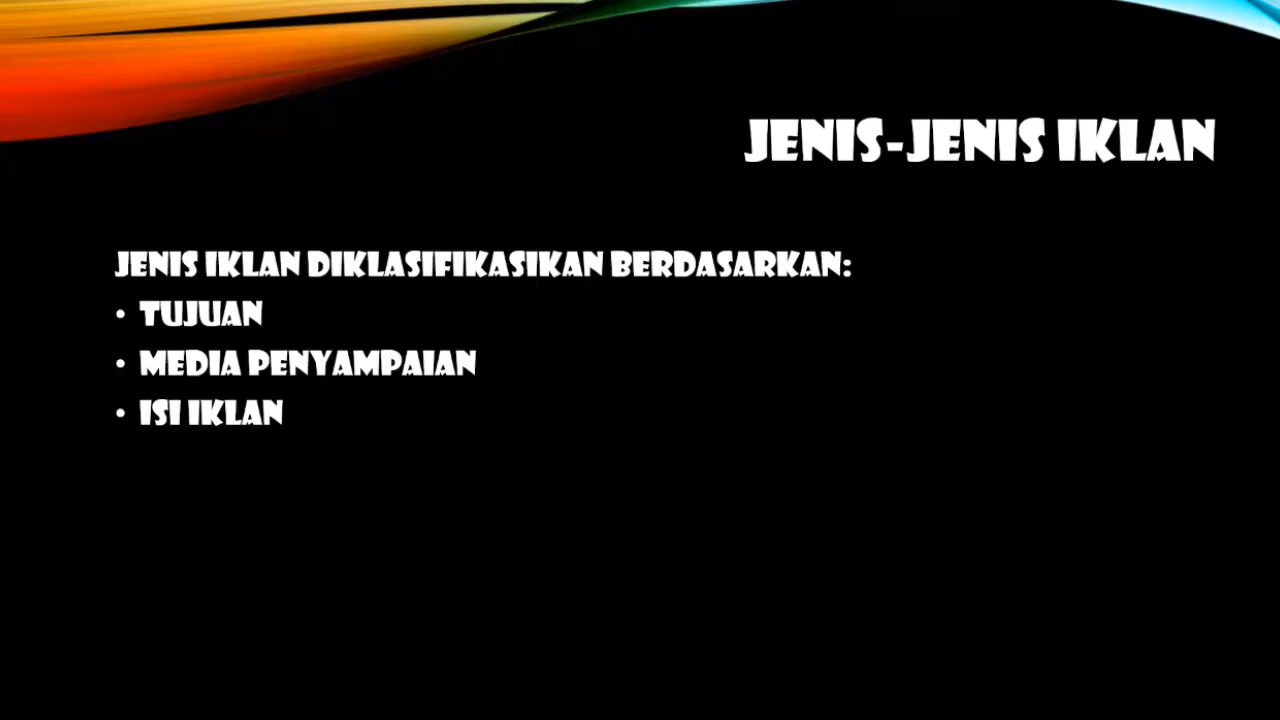 JENIS-JENIS IKLAN
JENIS IKLAN DIKLASIFIKASIKAN BERDASARKAN:
• TUJUAN
• MEDIA PENYAMPAIAN
• ISI IKLAN